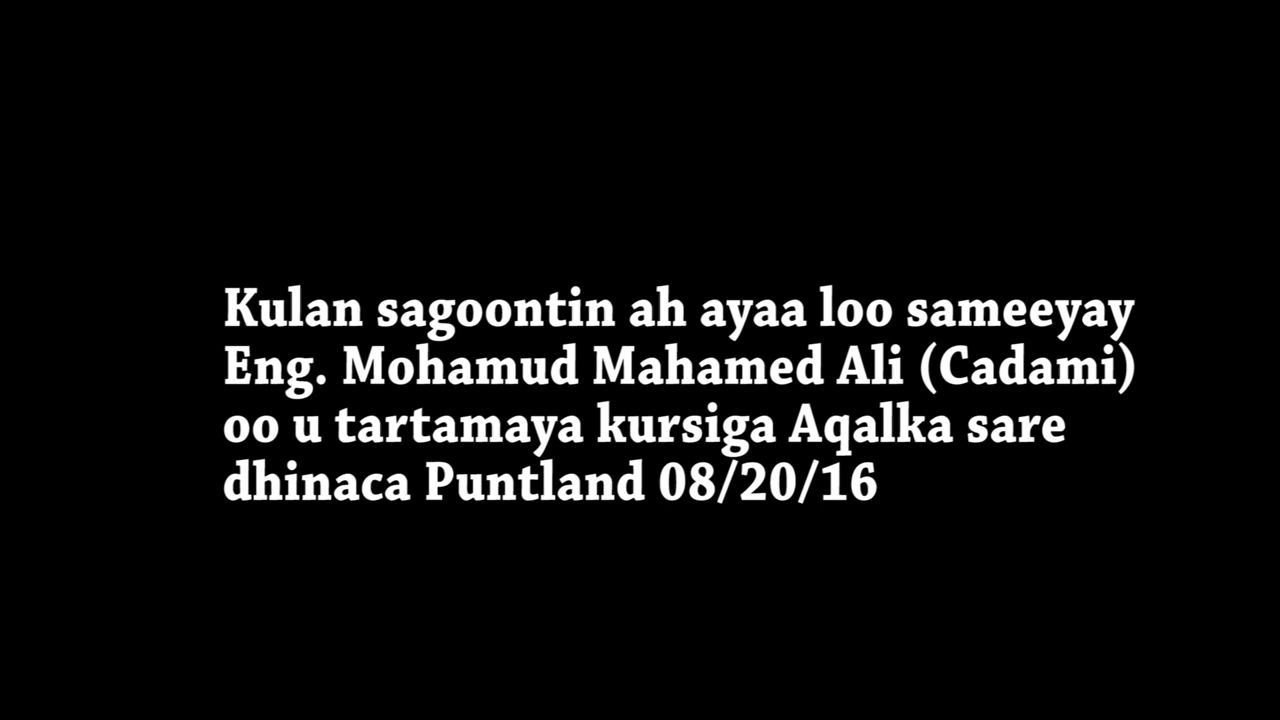 Kulan sagoontin ah ayaa loo sameeyay
Eng. Mohamud Mahamed Ali (Cadami)
oo u tartamaya kursiga Aqalka sare
dhinaca Puntland 08/20/16